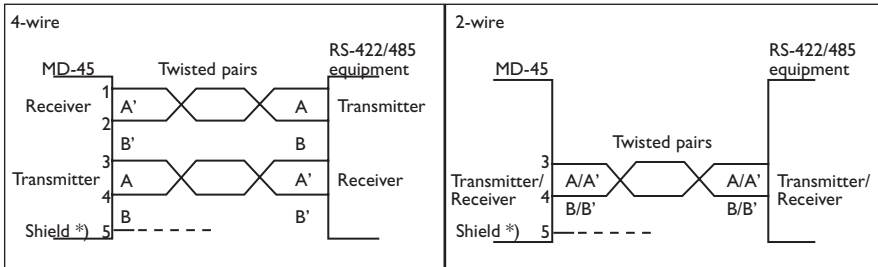 4-wire
RS-422/485
MD-45 Twisted pairs equipment
1
Receiver A' A Transmitter
2
B' B
3
Transmitter A A' Receiver
4
B B'
Shield *) 5
2-wire
RS-422/485
MD-45 equipment
Twisted pairs
3
Transmitter/ A/A' A/A' Transmitter/
Receiver 4 B/B' B/B' Receiver
Shield *) 5